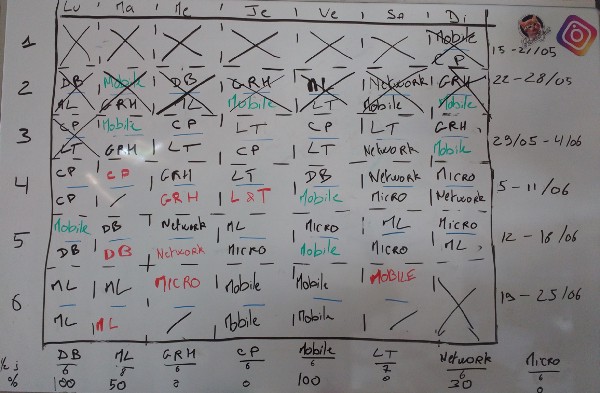 Lu Ma Me Je Ve Sa Di
1 Mobile 15-21/05
CP
2 DB Mobile DB GRH ML Network GRH 22-28/05
ML GRH ML Mobile LT Mobile Mobile
3 CP Mobile CP LT CP LT GRH 29/05-4/06
LT GRH LT CP LT Network Mobile
4 CP CP GRH LT DB Network Micro 5-11/06
CP / GRH L&T Mobile Micro Network
5 Mobile DB Network ML Micro ML Micro 12-18/06
DB DB Network Micro Mobile Micro ML
6 ML ML MICRO Mobile Mobile MOBILE 19-25/06
ML ML / Mobile Mobile /
DB ML GRH CP Mobile LT Network Micro
6 8 6 6 6 7 6 6
% 100 50 0 0 100 0 30 0